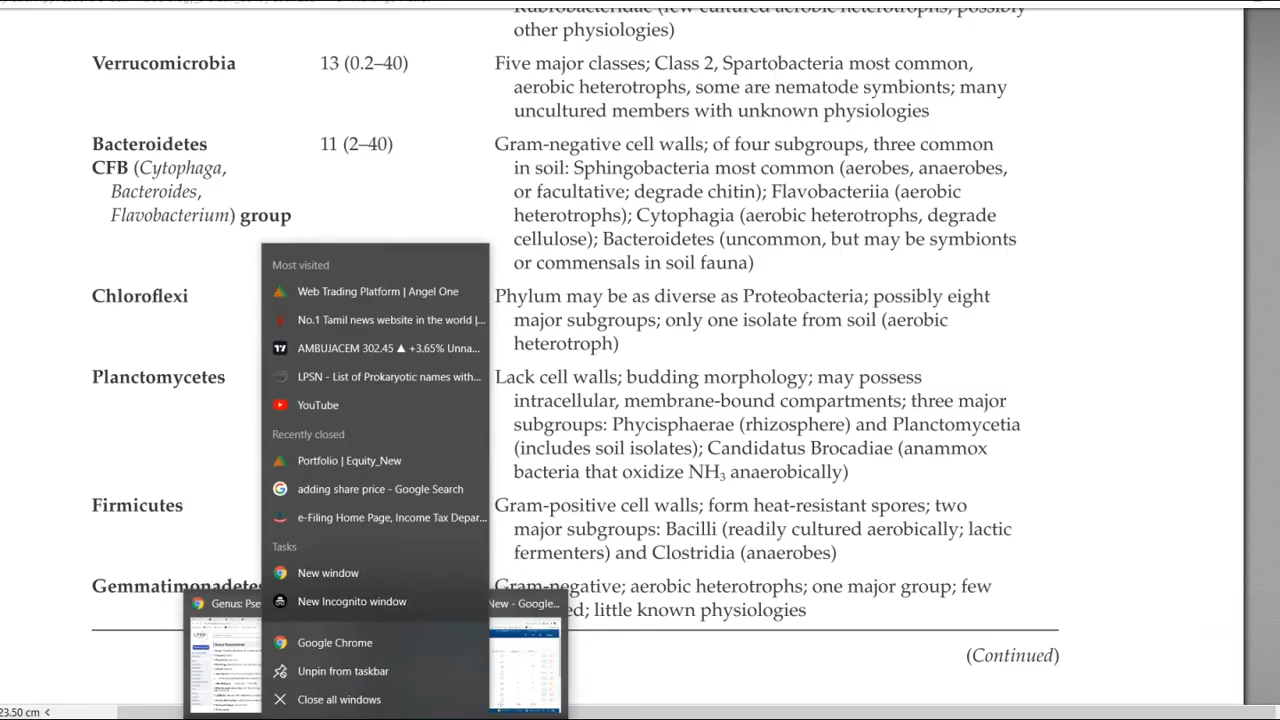 other physiologies)
Verrucomicrobia 13 (0.2–40) Five major classes; Class 2, Spartobacteria most common,
aerobic heterotrophs, some are nematode symbionts; many
uncultured members with unknown physiologies
Bacteroidetes 11 (2–40) Gram-negative cell walls; of four subgroups, three common
CFB (Cytophaga, in soil: Sphingobacteria most common (aerobes, anaerobes,
Bacteroides, or facultative; degrade chitin); Flavobacteriia (aerobic
Flavobacterium) group heterotrophs); Cytophagia (aerobic heterotrophs, degrade
cellulose); Bacteroidetes (uncommon, but may be symbionts
or commensals in soil fauna)
Chloroflexi Phylum may be as diverse as Proteobacteria; possibly eight
major subgroups; only one isolate from soil (aerobic
heterotroph)
Planctomycetes Lack cell walls; budding morphology; may possess
intracellular, membrane-bound compartments; three major
subgroups: Phycisphaerae (rhizosphere) and Planctomycetia
(includes soil isolates); Candidatus Brocadiae (anammox
bacteria that oxidize NH₃ anaerobically)
Firmicutes Gram-positive cell walls; form heat-resistant spores; two
major subgroups: Bacilli (readily cultured aerobically; lactic
fermenters) and Clostridia (anaerobes)
Gemmatimonadetes Gram-negative; aerobic heterotrophs; one major group; few
little known physiologies
(Continued)
Most visited
Web Trading Platform | Angel One
No.1 Tamil news website in the world |...
AMBUJACEM 302.45 ▲ +3.65% Unna...
LPSN - List of Prokaryotic names with...
YouTube
Recently closed
Portfolio | Equity_New
adding share price - Google Search
e-Filing Home Page, Income Tax Depar...
Tasks
New window
New Incognito window
Google Chrome
Unpin from taskbar
Close all windows
Genus: Pse
New - Google...
23.50 cm <